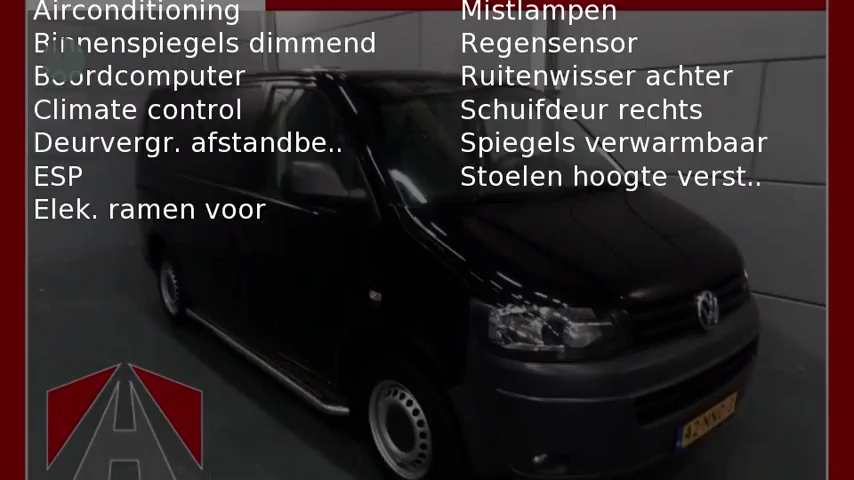 Airconditioning
Binnenspiegels dimmend
Boordcomputer
Climate control
Deurvergr. afstandbe..
ESP
Elek. ramen voor
Mistlampen
Regensensor
Ruitenwisser achter
Schuifdeur rechts
Spiegels verwarmbaar
Stoelen hoogte verst..